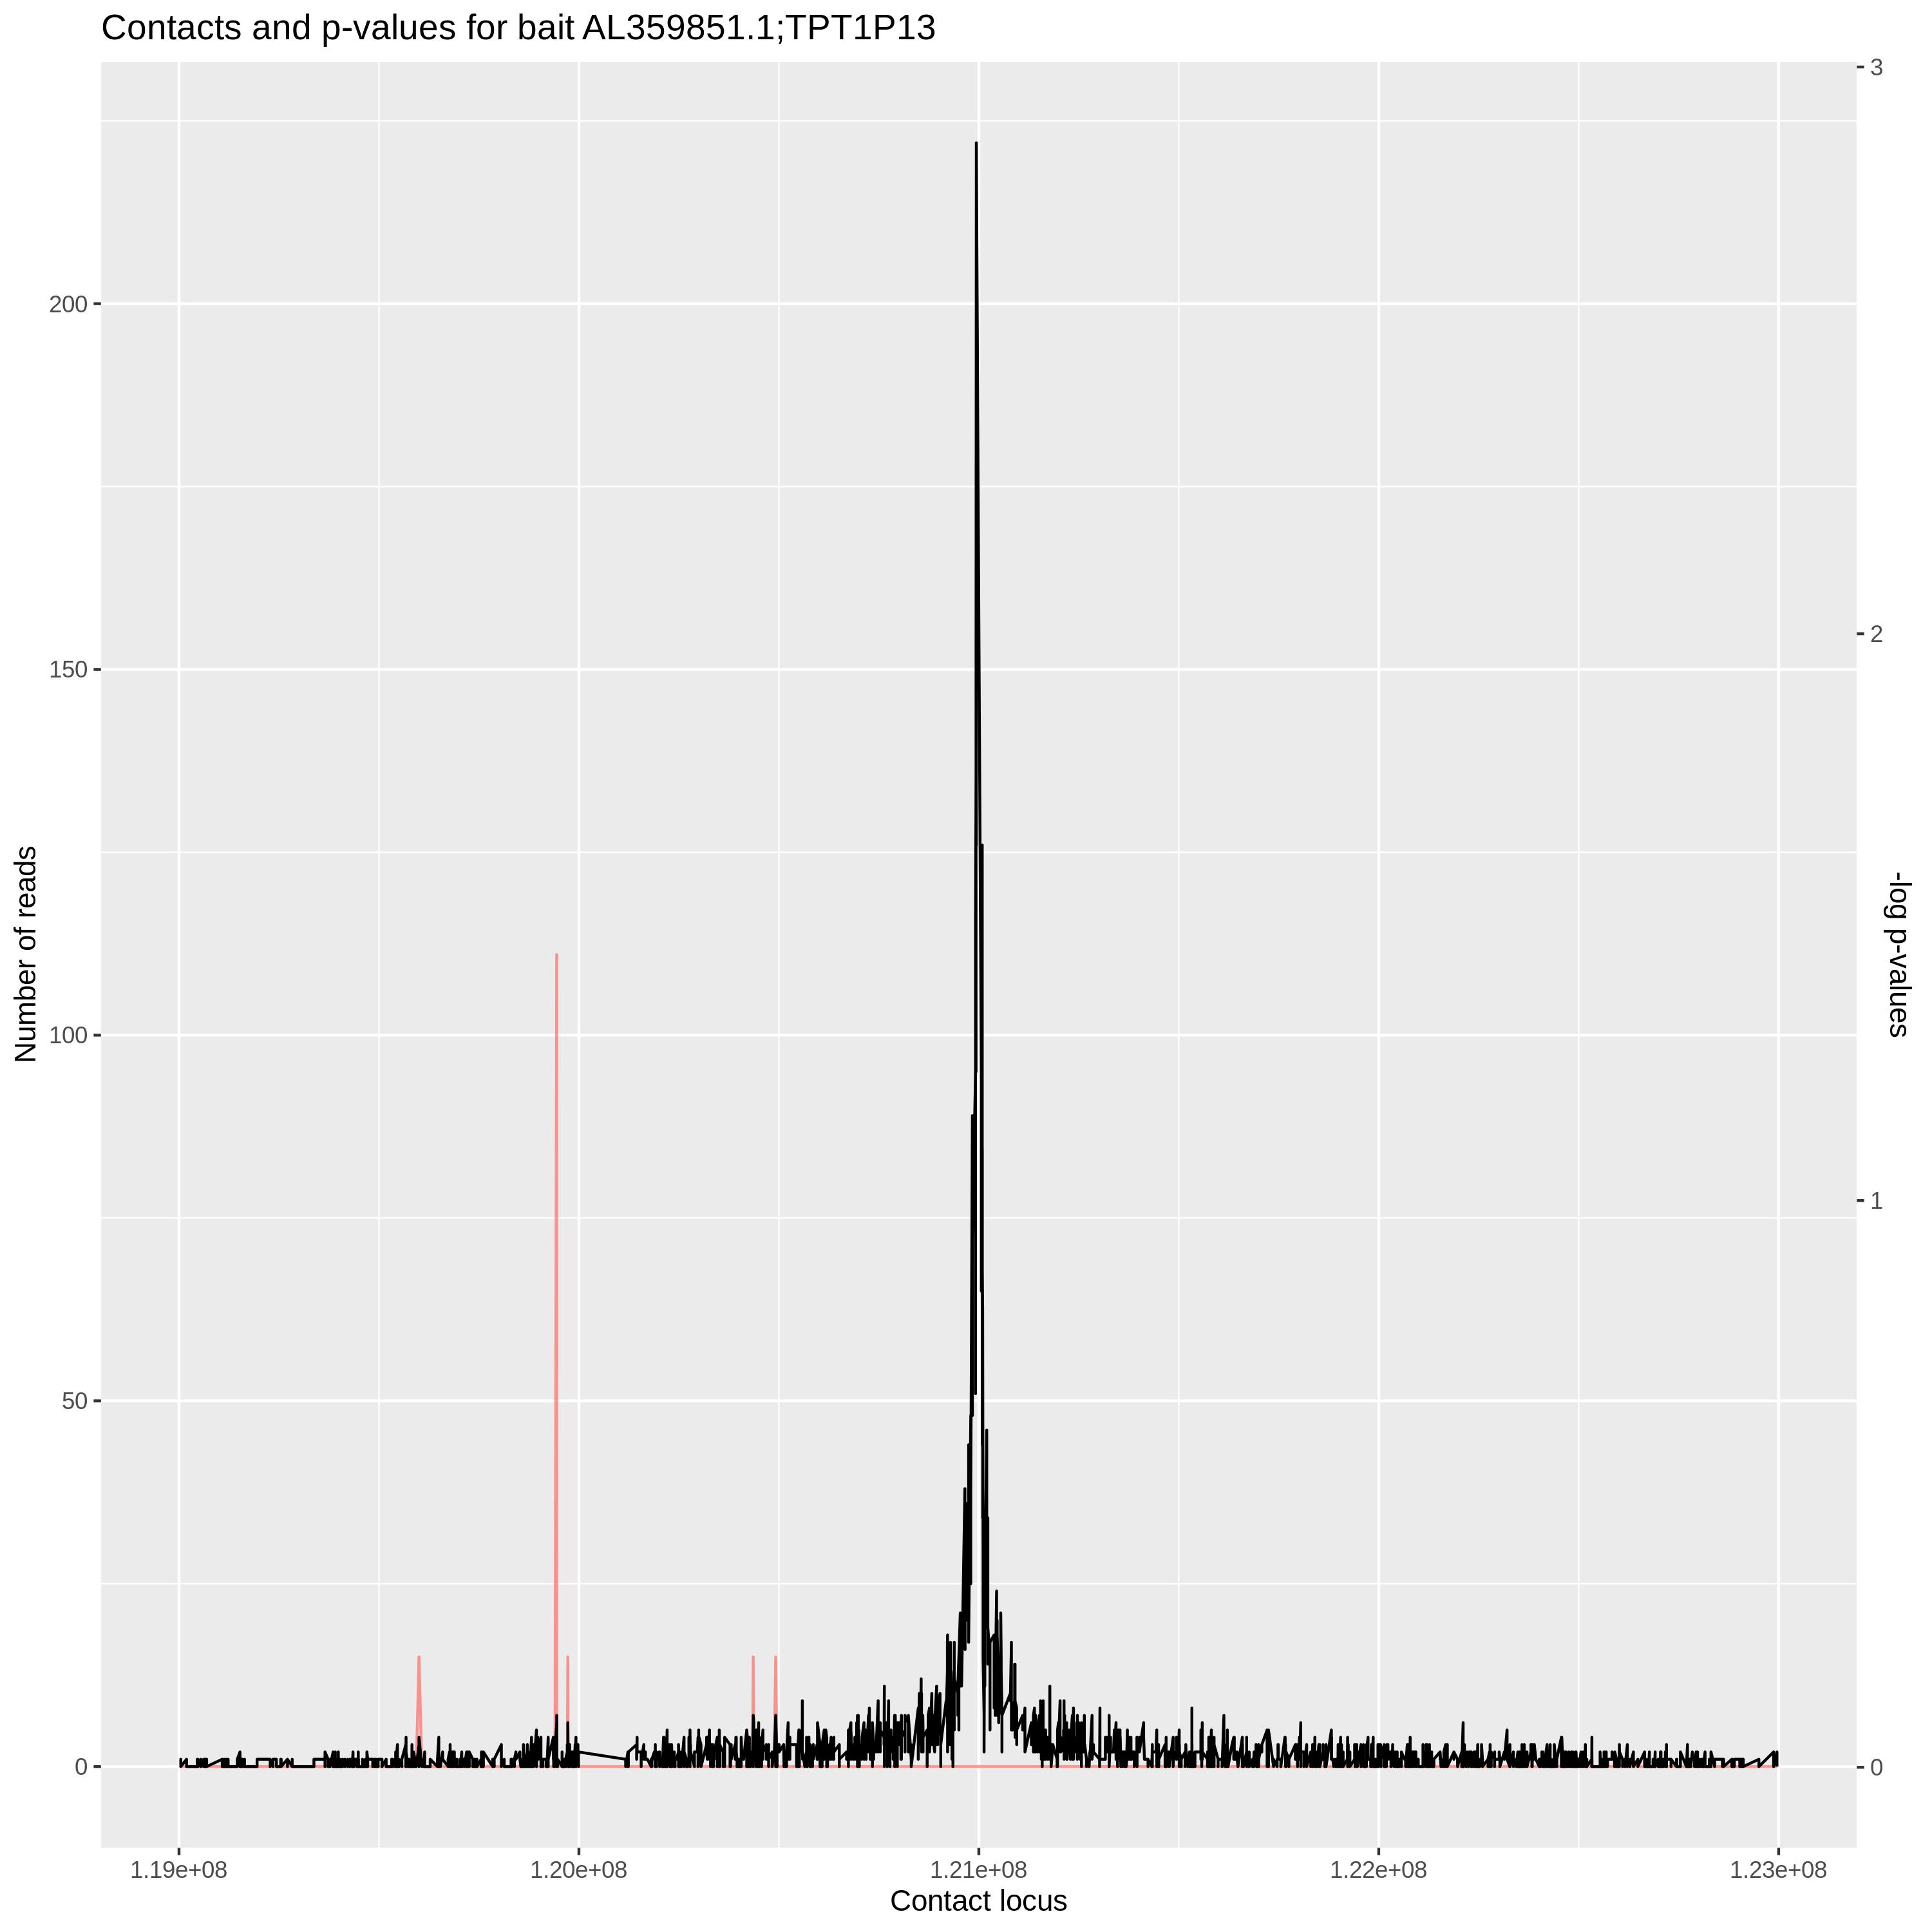 Contacts and p-values for bait AL359851.1;TPT1P13
3
200
2
150
Number of reads
-log p-values
100
1
50
0
0
1.19e+08
1.20e+08
1.21e+08
1.22e+08
1.23e+08
Contact locus